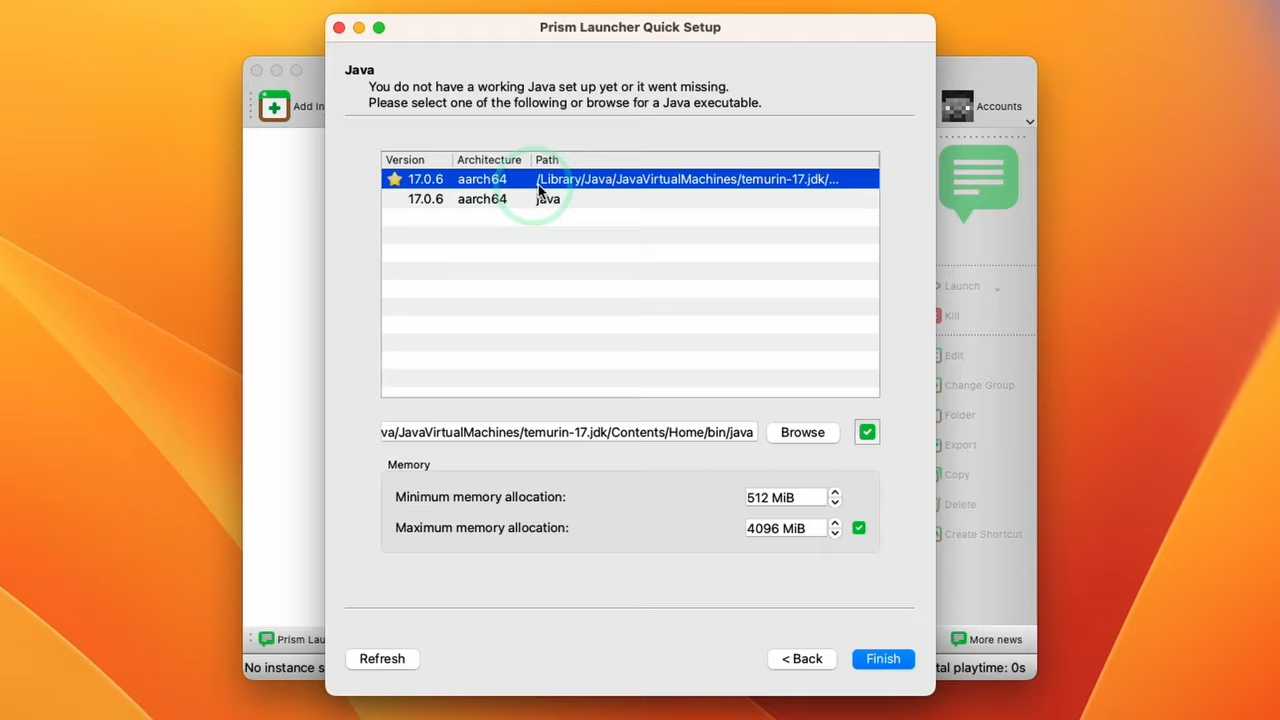 Prism Launcher Quick Setup
Java
You do not have a working Java set up yet or it went missing.
Please select one of the following or browse for a Java executable.
Add In
Accounts
Version Architecture Path
17.0.6 aarch64 /Library/Java/JavaVirtualMachines/temurin-17.jdk/...
17.0.6 aarch64 java
Launch
Kill
Edit
Change Group
Folder
Export
Copy
Delete
Create Shortcut
va/JavaVirtualMachines/temurin-17.jdk/Contents/Home/bin/java Browse
Memory
Minimum memory allocation: 512 MiB
Maximum memory allocation: 4096 MiB
Prism Lau
More news
Refresh < Back Finish
No instance s
tal playtime: 0s